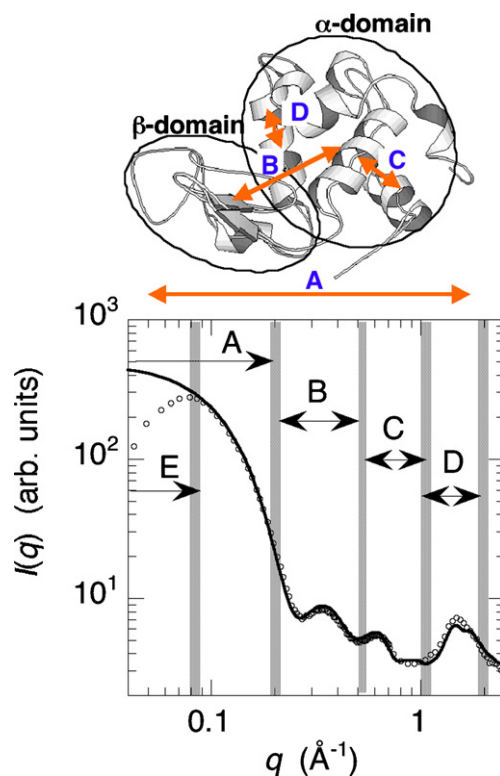 α-domain
β-domain
D
B
C
A
10³
10²
10¹
A
B
C
D
E
0.1
1
I(q) (arb. units)
q (Å⁻¹)